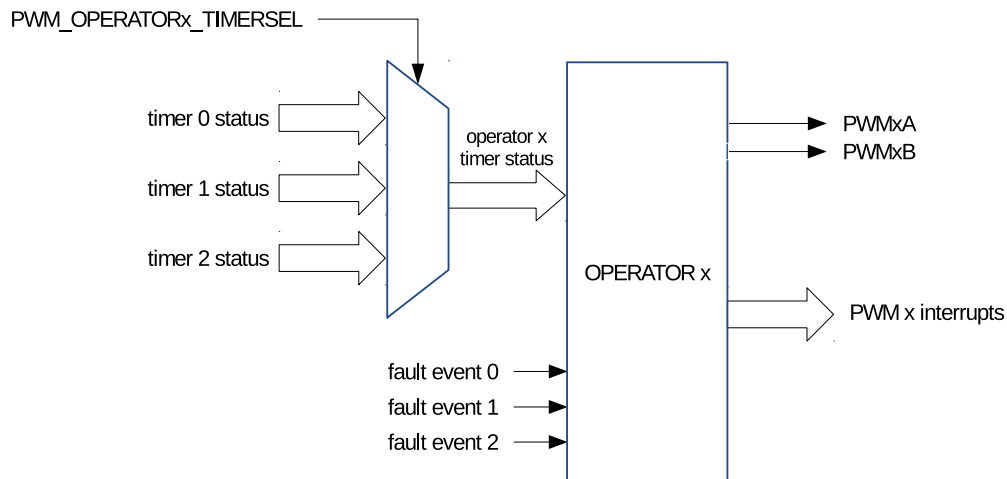 PWM_OPERATORx_TIMERSEL
timer 0 status
timer 1 status
timer 2 status
operator x
timer status
PWMxA
PWMxB
OPERATOR x
PWM x interrupts
fault event 0
fault event 1
fault event 2